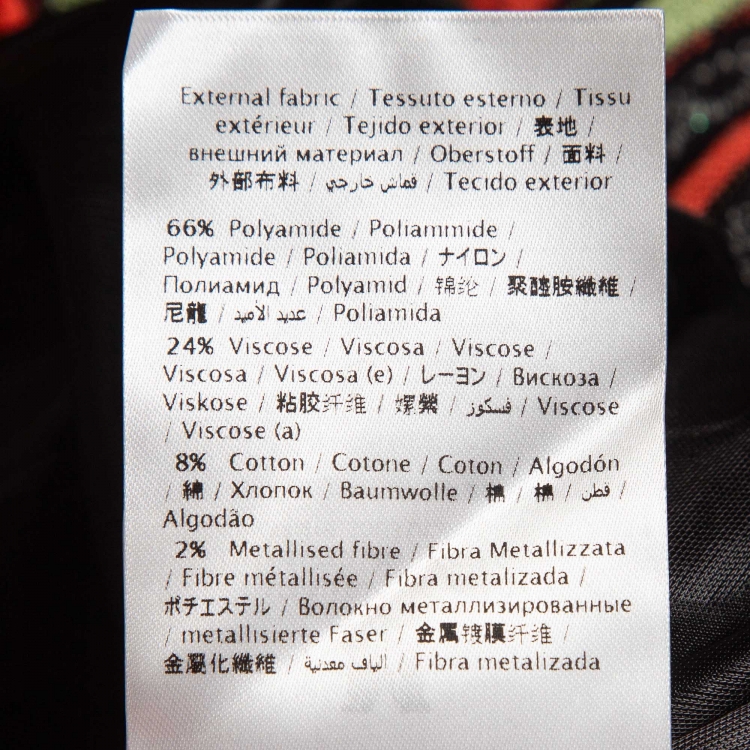 External fabric / Tessuto esterno / Tissu
extérieur / Tejido exterior / 表地 /
внешний материал / Oberstoff / 面料 /
外部布料 / قماش خارجي / Tecido exterior
66% Polyamide / Poliammide /
Polyamide / Poliamida / ナイロン /
Полиамид / Polyamid / 锦纶 / 聚醯胺纖維 /
尼龍 / عديد الأميد / Poliamida
24% Viscose / Viscosa / Viscose /
Viscosa / Viscosa (e) / レーヨン / Вискоза /
Viskose / 粘胶纤维 / 嫘縈 / فسكوز / Viscose
/ Viscose (a)
8% Cotton / Cotone / Coton / Algodón
/ 綿 / Хлопок / Baumwolle / 棉 / 棉 / قطن /
Algodão
2% Metallised fibre / Fibra Metallizzata
/ Fibre métallisée / Fibra metalizada /
ポチエステル / Волокно металлизированные
/ metallisierte Faser / 金属镀膜纤维 /
金屬化纖維 / الياف معدنية / Fibra metalizada